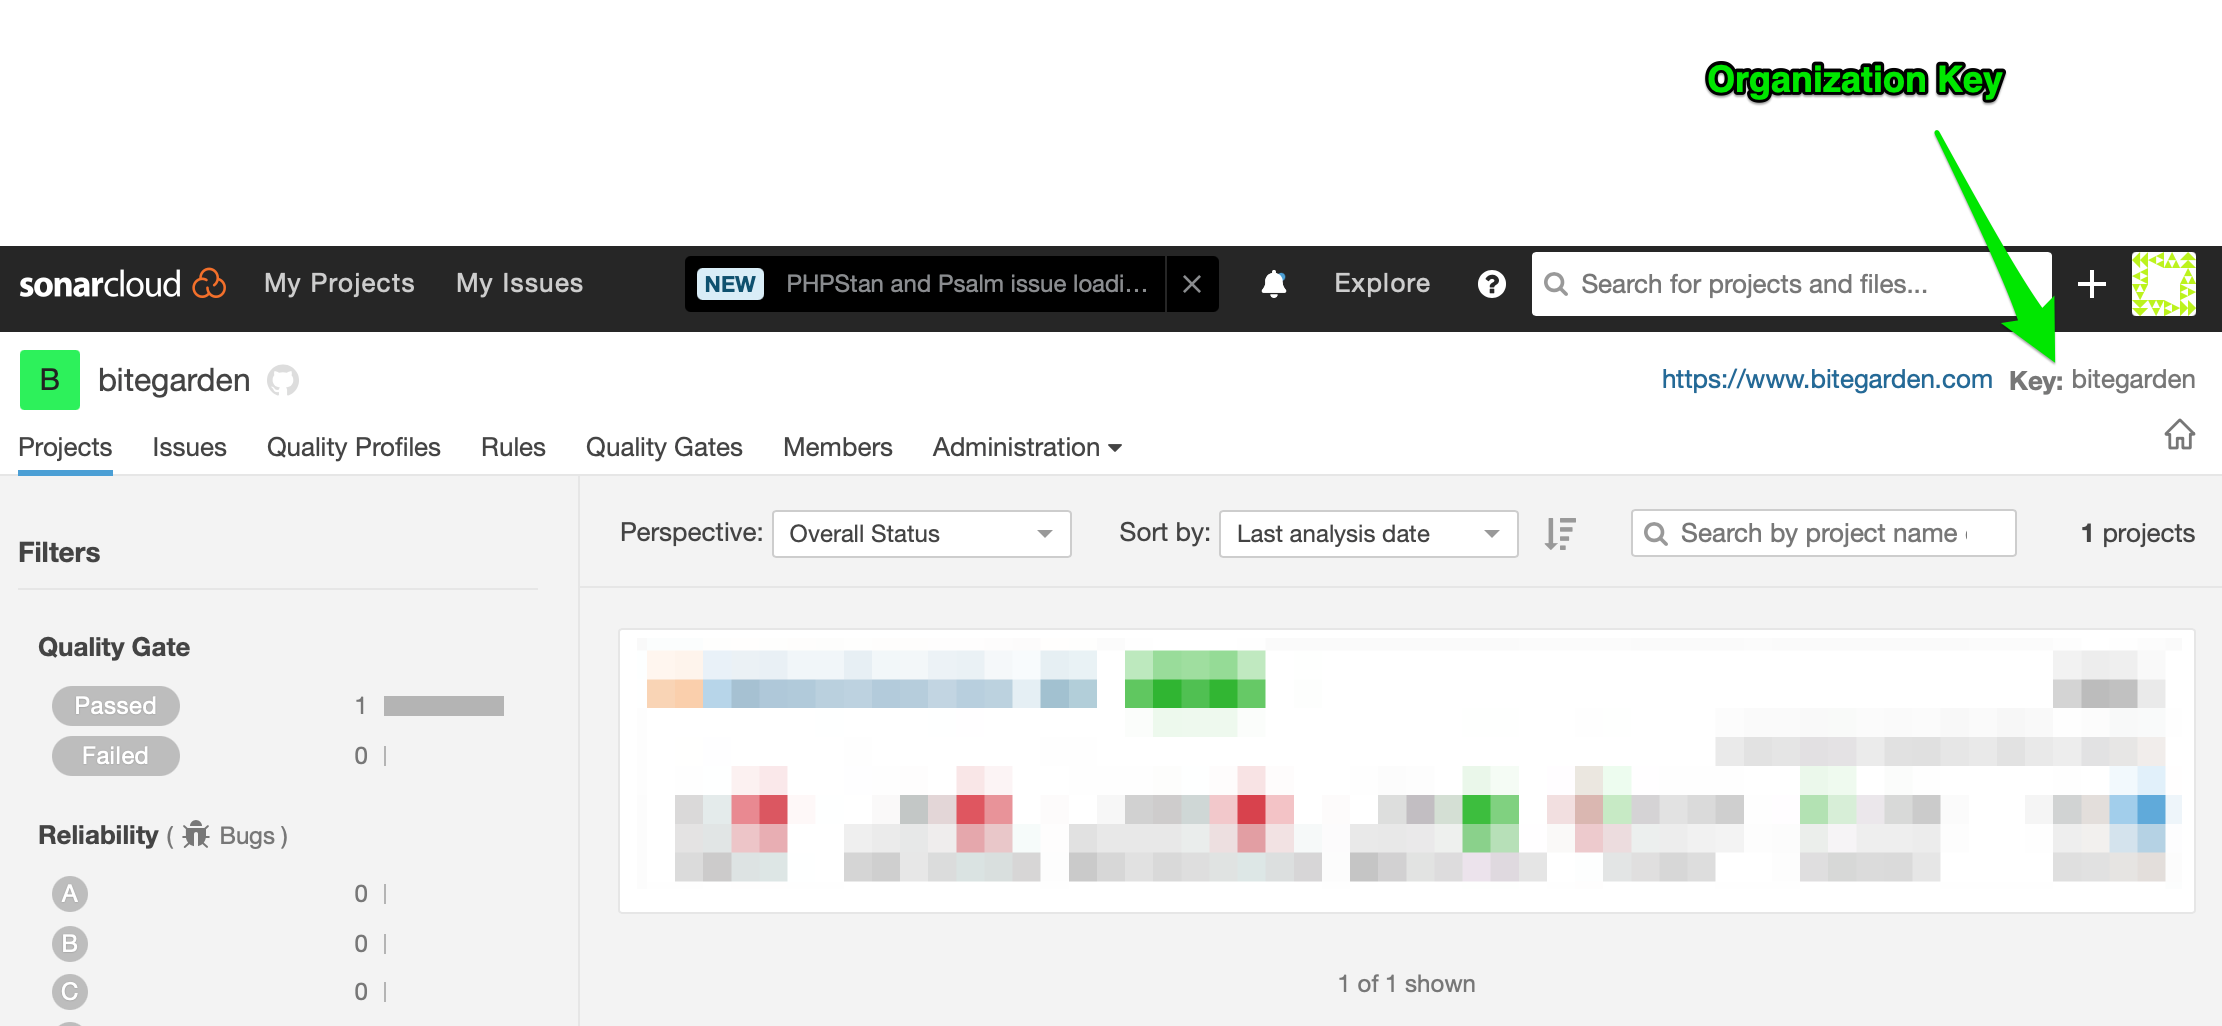 Organization Key
sonarcloud My Projects My Issues NEW PHPStan and Psalm issue loadi... Explore ? Search for projects and files... +
B bitegarden https://www.bitegarden.com Key: bitegarden
Projects Issues Quality Profiles Rules Quality Gates Members Administration
Filters Perspective: Overall Status Sort by: Last analysis date Search by project name 1 projects
Quality Gate
Passed 1
Failed 0
Reliability ( Bugs )
A 0
B 0
C 0
1 of 1 shown